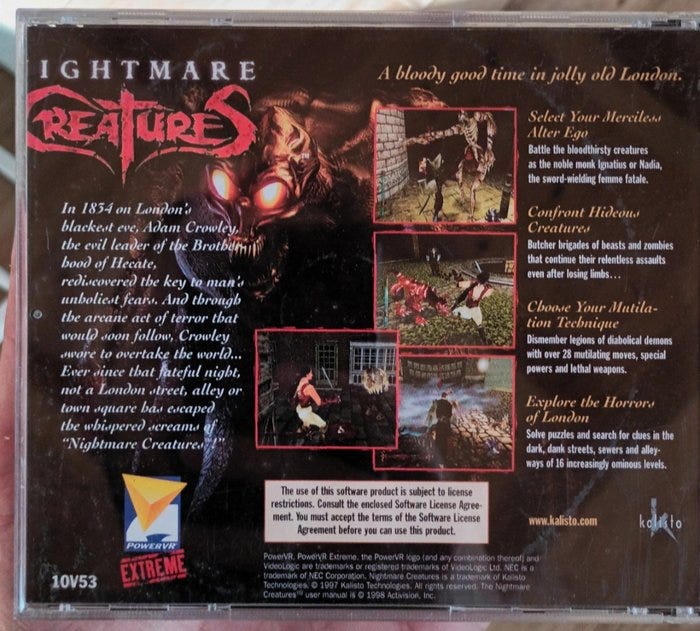 IGHTMARE
CREATURES
A bloody good time in jolly old London.
In 1834 on London's
blackest eve, Adam Crowley,
the evil leader of the Brother-
hood of Hecate,
rediscovered the key to man's
unholiest fears. And through
the arcane act of terror that
would soon follow, Crowley
swore to overtake the world...
Ever since that fateful night,
not a London street, alley or
town square has escaped
the whispered screams of
"Nightmare Creatures"!"
Select Your Merciless
Alter Ego
Battle the bloodthirsty creatures
as the noble monk Ignatius or Nadia,
the sword-wielding femme fatale.
Confront Hideous
Creatures
Butcher brigades of beasts and zombies
that continue their relentless assaults
even after losing limbs...
Choose Your Mutila-
tion Technique
Dismember legions of diabolical demons
with over 28 mutilating moves, special
powers and lethal weapons.
Explore the Horrors
of London
Solve puzzles and search for clues in the
dark, dank streets, sewers and alley-
ways of 16 increasingly ominous levels.
The use of this software product is subject to license
restrictions. Consult the enclosed Software License Agree-
ment. You must accept the terms of the Software License
Agreement before you can use this product.
www.kalisto.com
kalisto
POWERVR
EXTREME
10V53
PowerVR, PowerVR Extreme, the PowerVR logo (and any combination thereof) and
VideoLogic are trademarks or registered trademarks of VideoLogic Ltd. NEC is a
trademark of NEC Corporation. Nightmare Creatures is a trademark of Kalisto
Technologies. © 1997 Kalisto Technologies. All rights reserved. The Nightmare
Creatures™ user manual is © 1998 Activision, Inc.